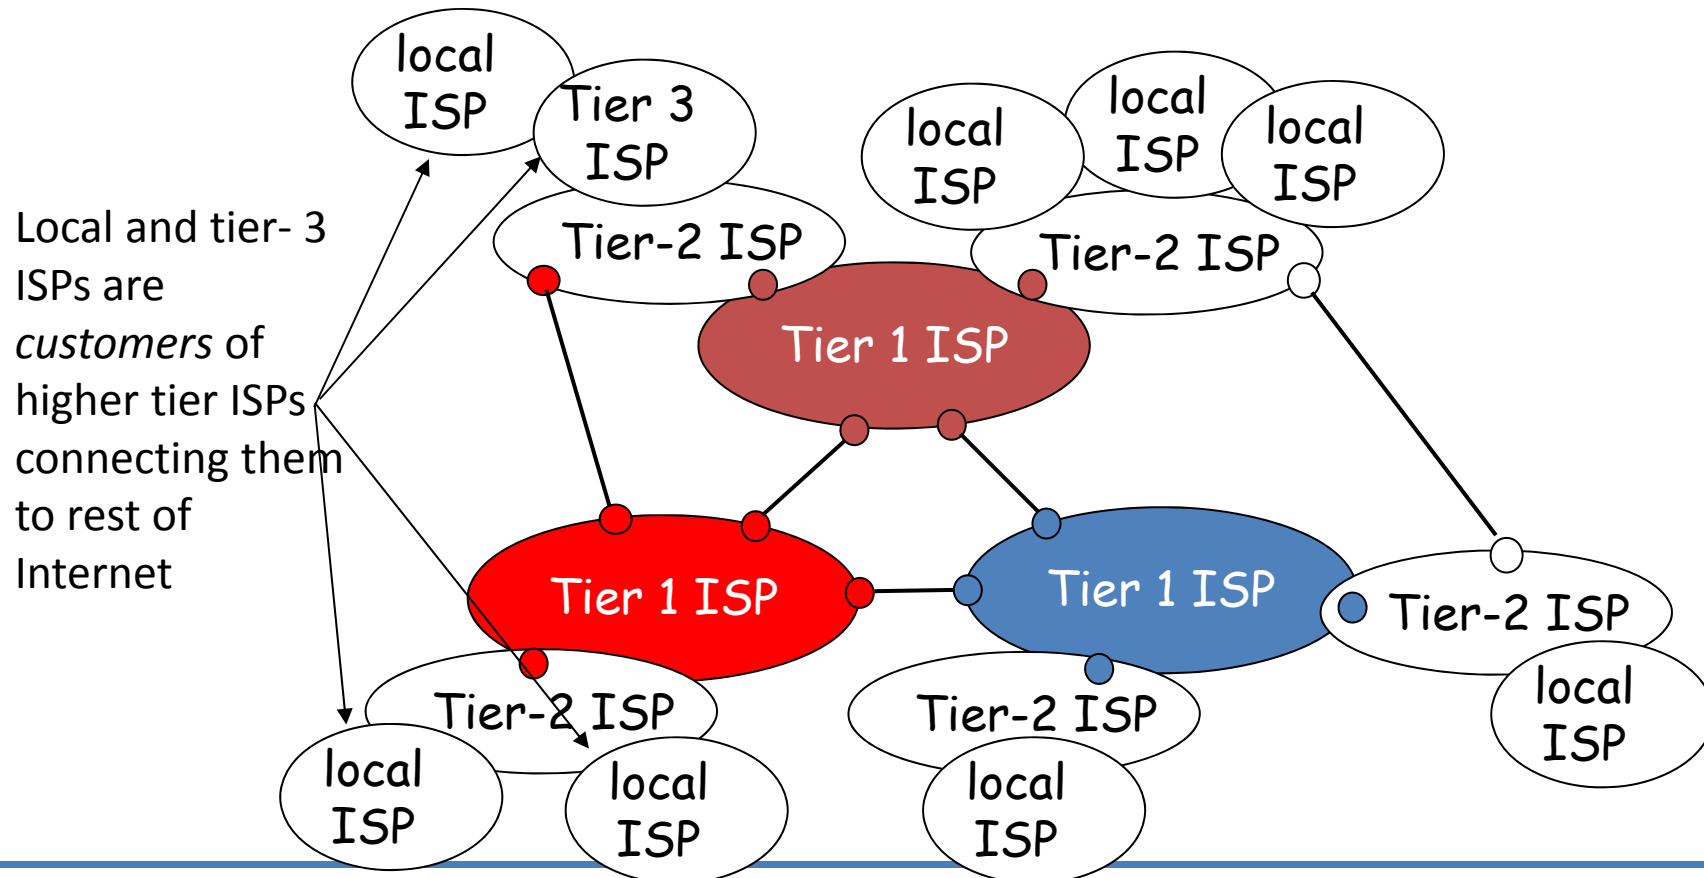 local
ISP
Tier 3
ISP
local
ISP
local
ISP
local
ISP
Local and tier- 3
ISPs are
customers of
higher tier ISPs
connecting them
to rest of
Internet
Tier-2 ISP
Tier-2 ISP
Tier 1 ISP
Tier 1 ISP
Tier 1 ISP
Tier-2 ISP
Tier-2 ISP
Tier-2 ISP
local
ISP
local
ISP
local
ISP
local
ISP